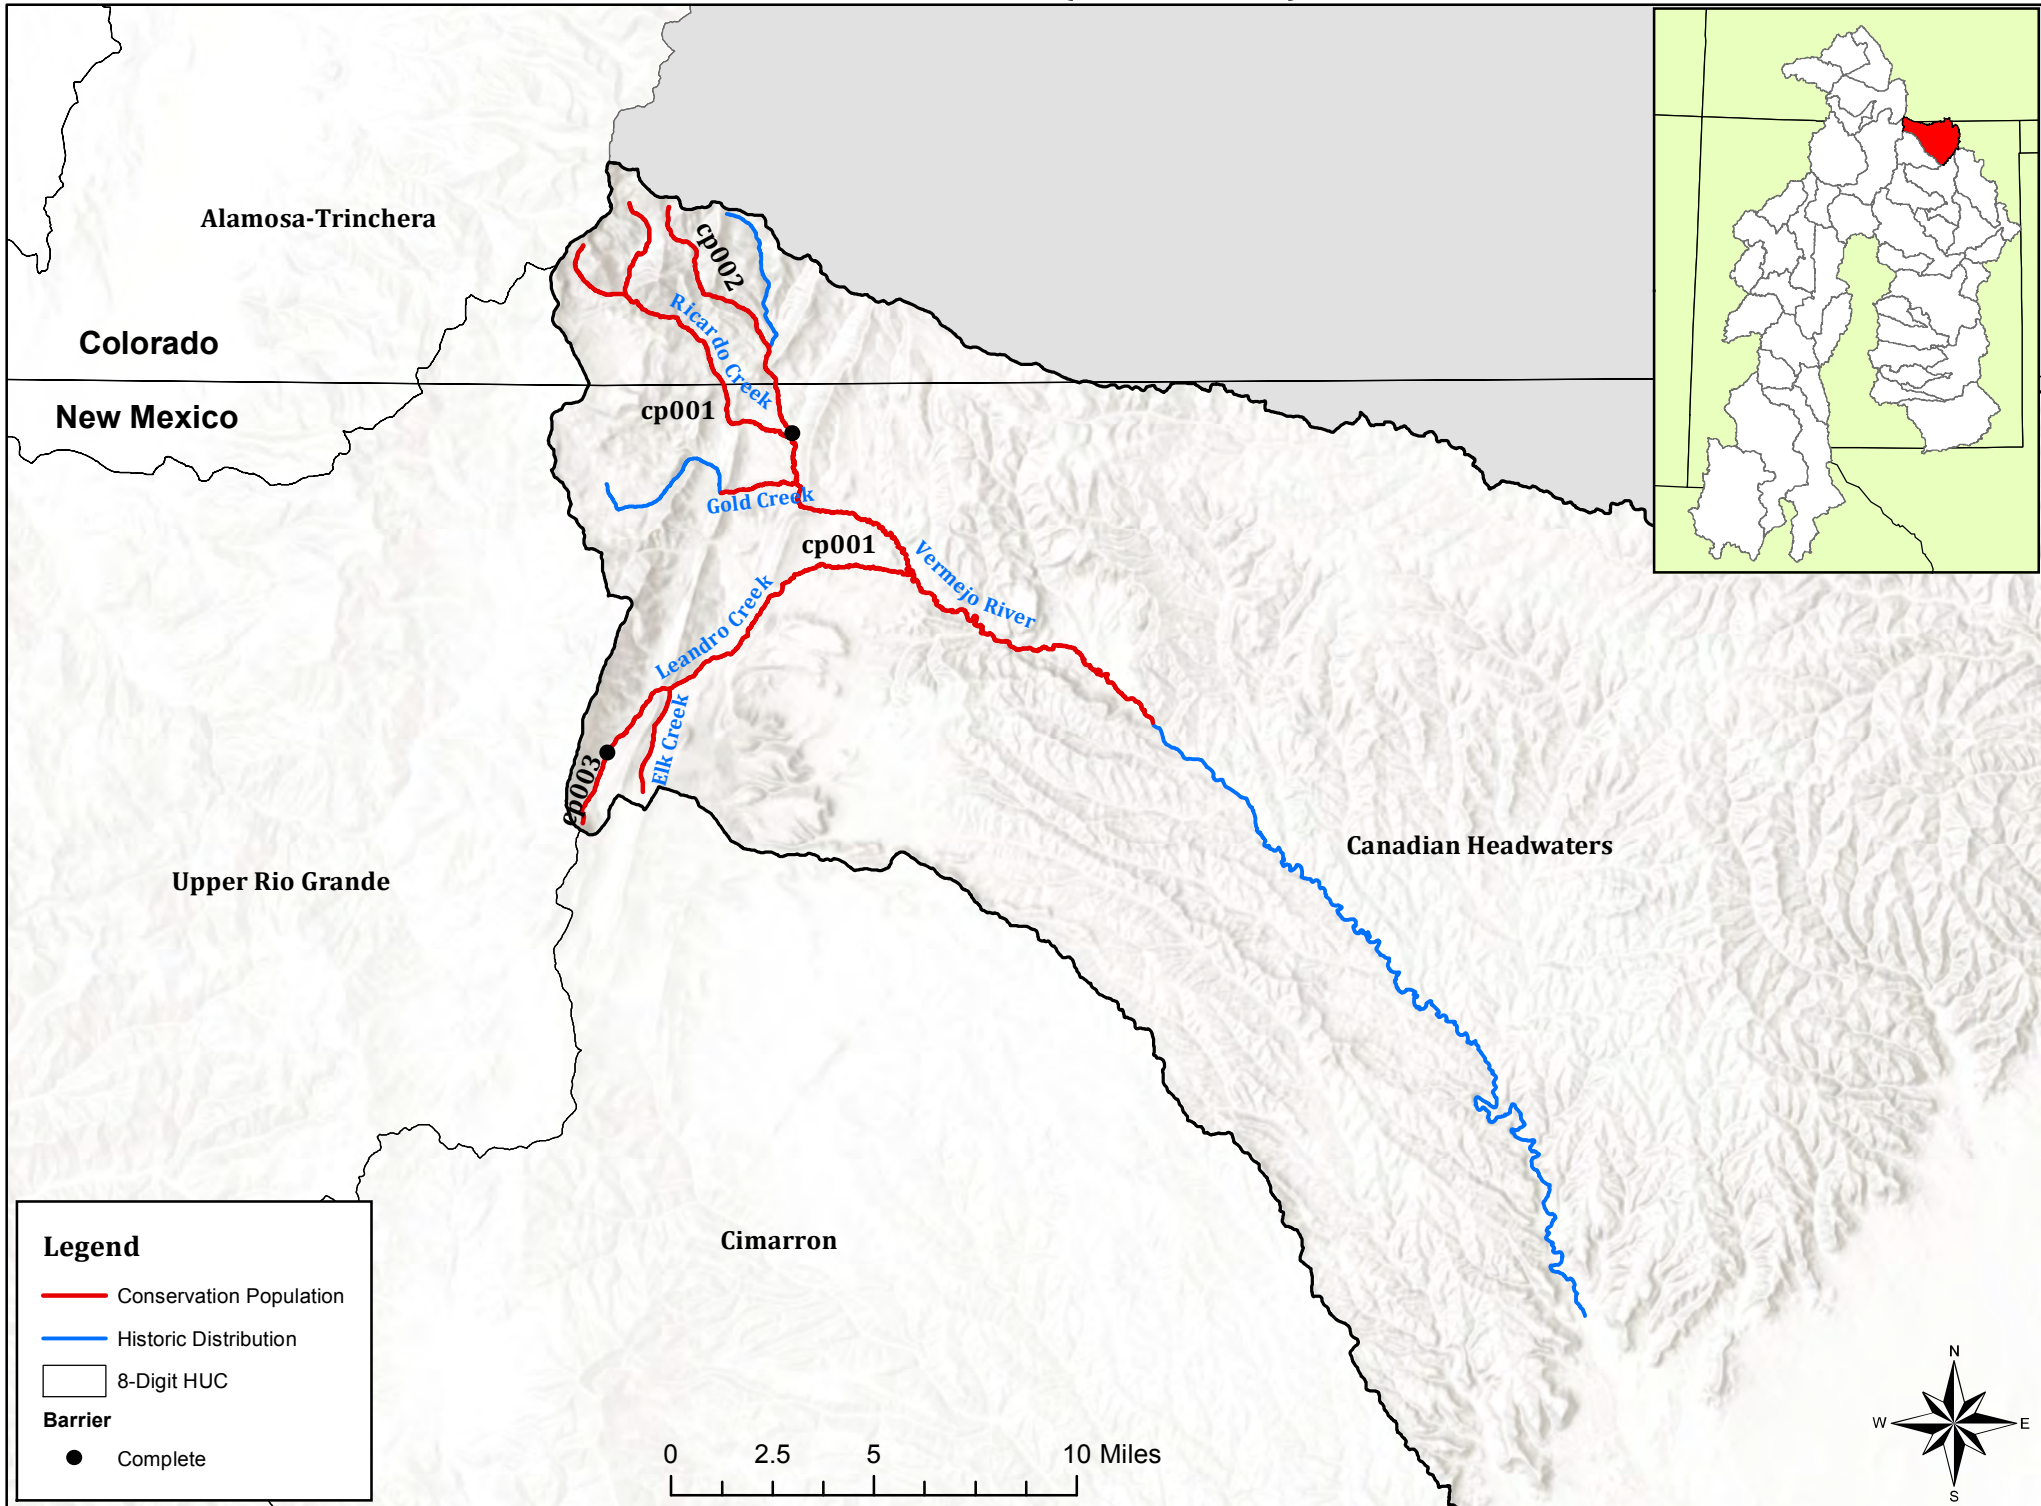 Alamosa-Trinchera
cp002
Ricardo Creek
Colorado
New Mexico
cp001
Gold Creek
cp001
Vermejo River
Leandro Creek
Elk Creek
cp003
Canadian Headwaters
Upper Rio Grande
Cimarron
Legend
Conservation Population
Historic Distribution
8-Digit HUC
Barrier
Complete
0 2.5 5 10 Miles
N
W E
S